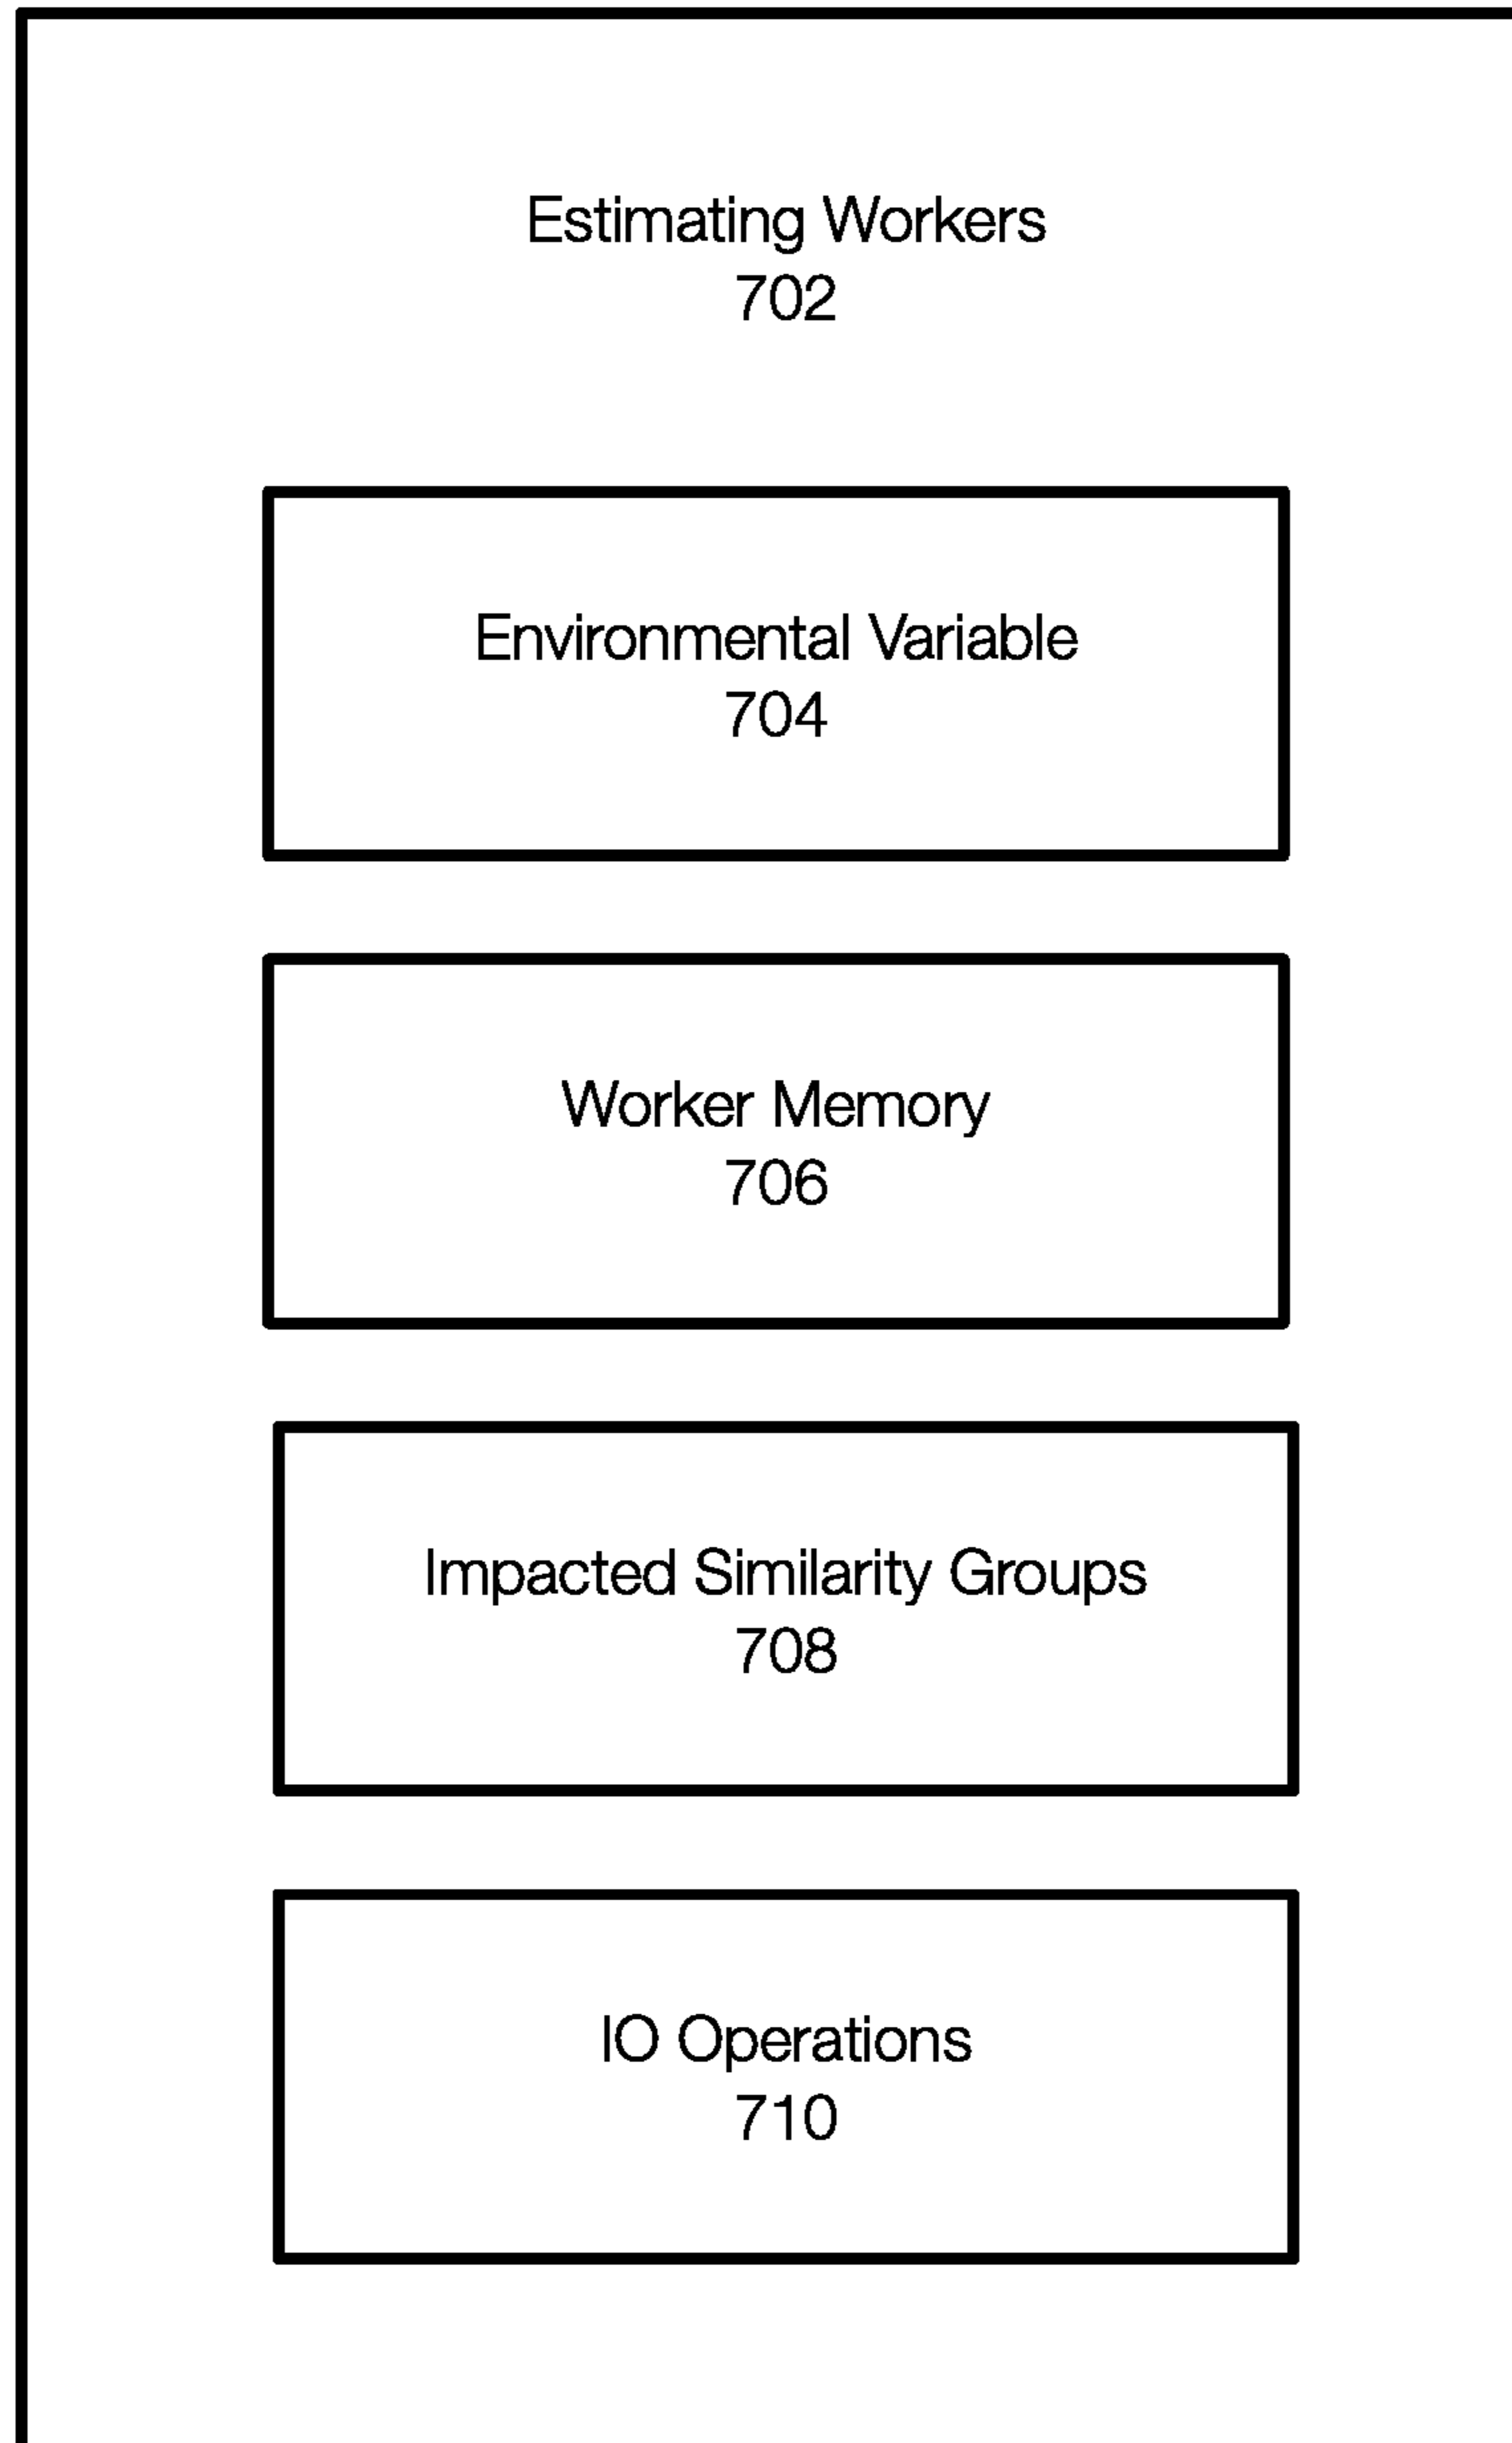 Estimating Workers
702
Environmental Variable
704
Worker Memory
706
Impacted Similarity Groups
708
IO Operations
710